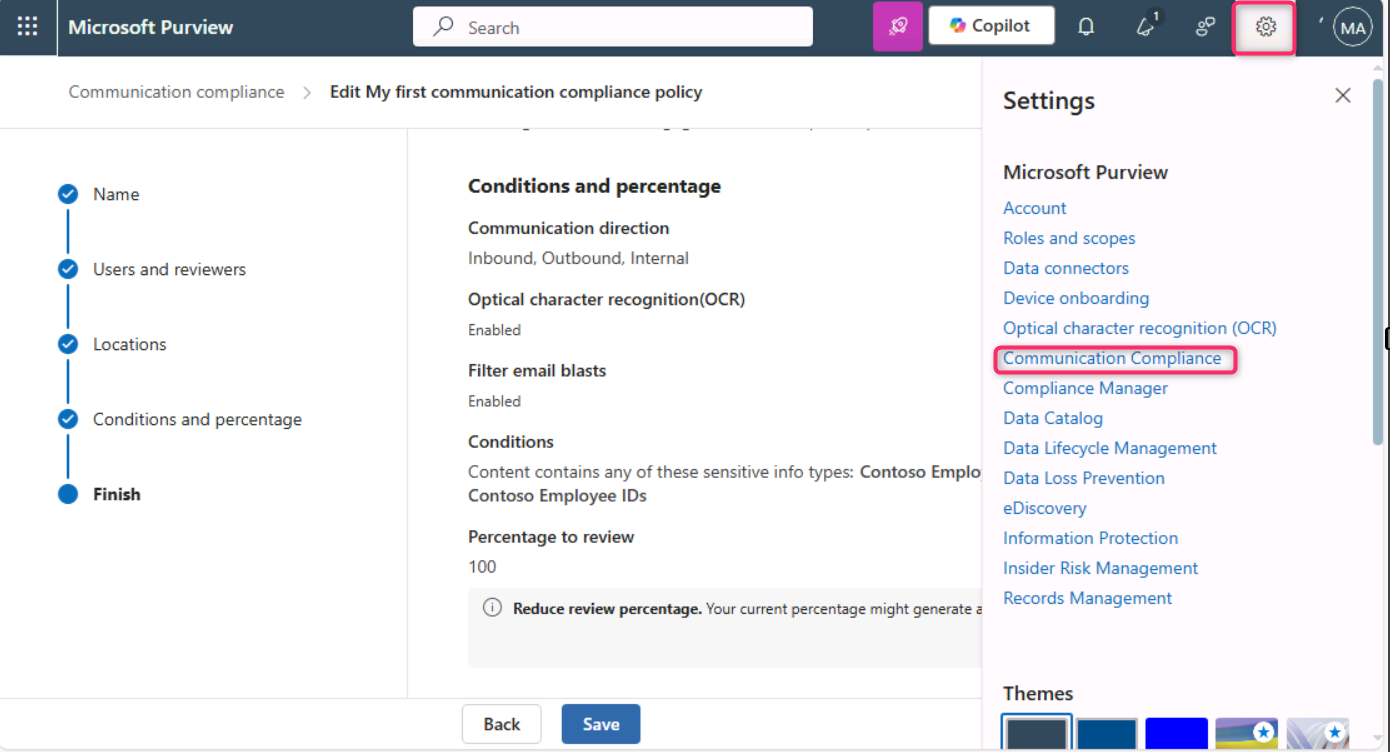 Microsoft Purview
Search
Copilot
1
MA
Communication compliance > Edit My first communication compliance policy
Name
Users and reviewers
Locations
Conditions and percentage
Finish
Conditions and percentage
Communication direction
Inbound, Outbound, Internal
Optical character recognition(OCR)
Enabled
Filter email blasts
Enabled
Conditions
Content contains any of these sensitive info types: Contoso
Contoso Employee IDs
Percentage to review
100
Reduce review percentage. Your current percentage might generate
Back
Save
Settings
Microsoft Purview
Account
Roles and scopes
Data connectors
Device onboarding
Optical character recognition (OCR)
Communication Compliance
Compliance Manager
Data Catalog
Data Lifecycle Management
Data Loss Prevention
eDiscovery
Information Protection
Insider Risk Management
Records Management
Themes